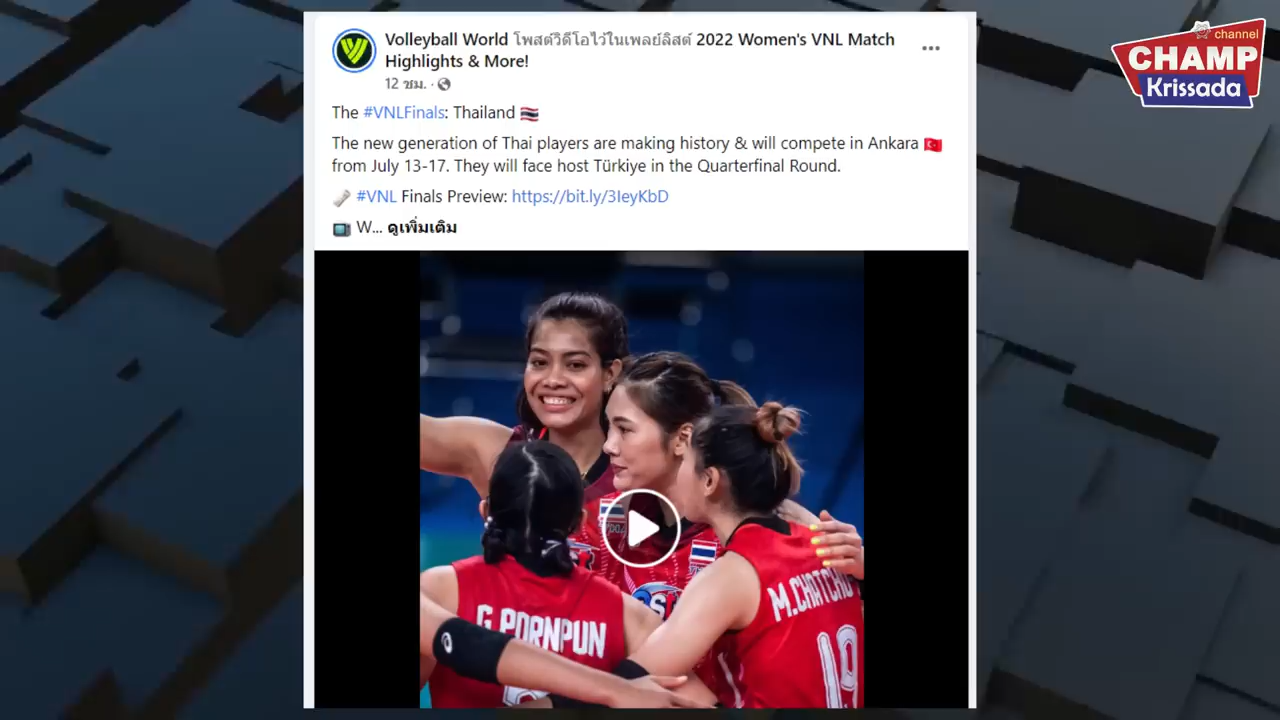 Volleyball World โพสต์วิดีโอไว้ในเพลย์ลิสต์ 2022 Women's VNL Match
Highlights & More!
12 ชม. ·
The #VNLFinals: Thailand 🇹🇭
The new generation of Thai players are making history & will compete in Ankara 🇹🇷
from July 13-17. They will face host Türkiye in the Quarterfinal Round.
🗞️ #VNL Finals Preview: https://bit.ly/3IeyKbD
📺 W... ดูเพิ่มเติม
channel
CHAMP
Krissada
G.PORNPUN
M.CHATCHU
19